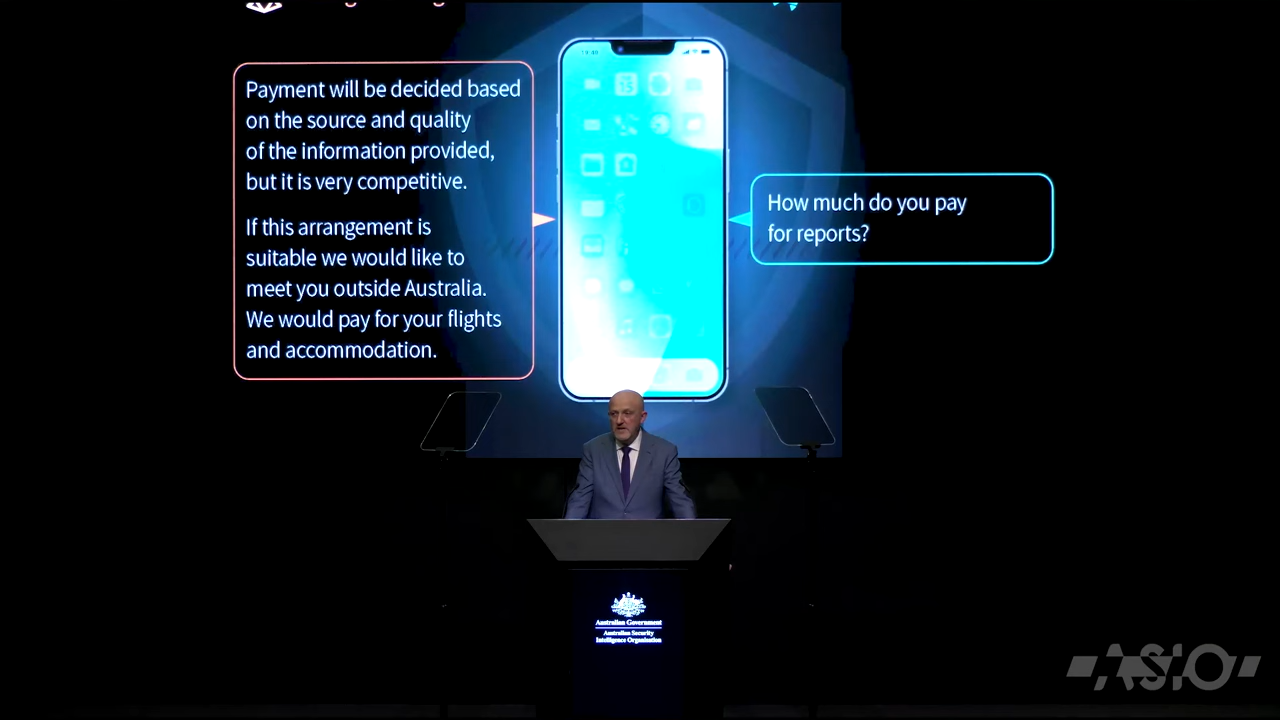 Payment will be decided based
on the source and quality
of the information provided,
but it is very competitive.
If this arrangement is
suitable we would like to
meet you outside Australia.
We would pay for your flights
and accommodation.
How much do you pay
for reports?
Australian Government
Australian Security
Intelligence Organisation
ASIO